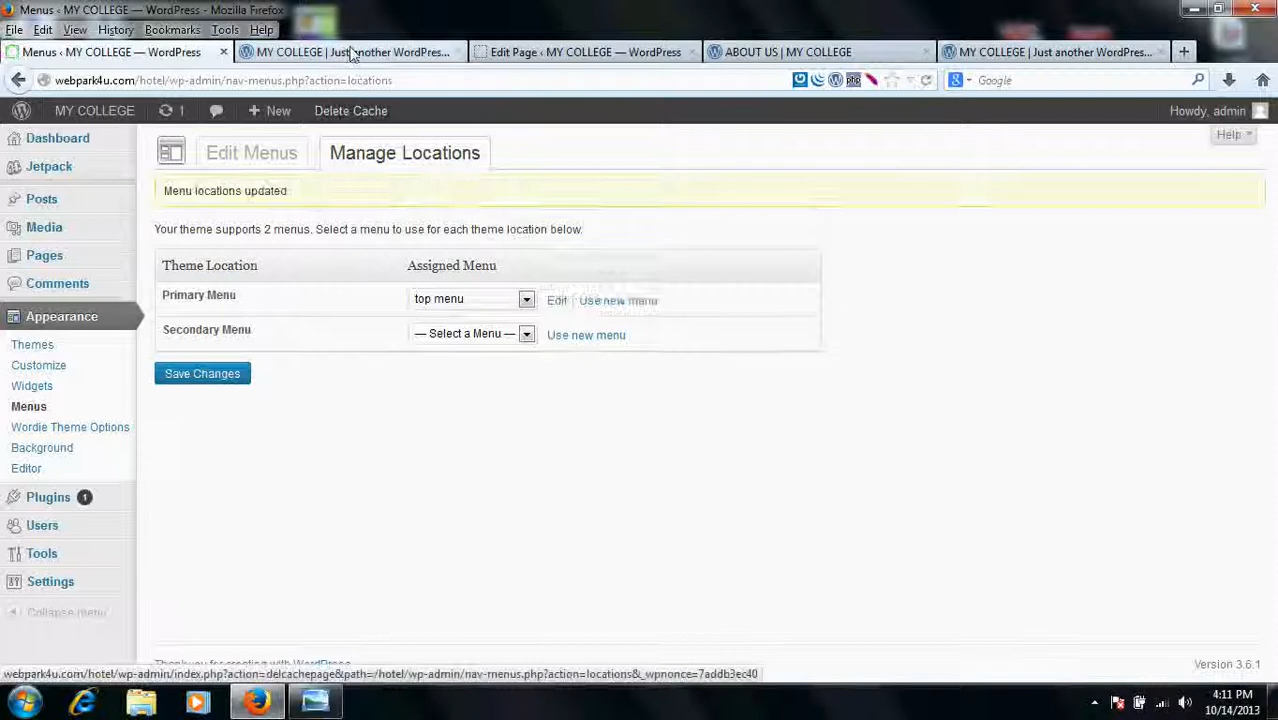 Menus ‹ MY COLLEGE — WordPress - Mozilla Firefox
File Edit View History Bookmarks Tools Help
Menus ‹ MY COLLEGE — WordPress × MY COLLEGE | Just another WordPres... Edit Page ‹ MY COLLEGE — WordPress ABOUT US | MY COLLEGE MY COLLEGE | Just another WordPres...
webpark4u.com/hotel/wp-admin/nav-menus.php?action=locations Google
MY COLLEGE 1 + New Delete Cache Howdy, admin
Help
Dashboard
Jetpack
Posts
Media
Pages
Comments
Appearance
Themes
Customize
Widgets
Menus
Wordie Theme Options
Background
Editor
Plugins 1
Users
Tools
Settings
Collapse menu
Edit Menus Manage Locations
Menu locations updated
Your theme supports 2 menus. Select a menu to use for each theme location below.
Theme Location Assigned Menu
Primary Menu top menu Edit Use new menu
Secondary Menu — Select a Menu — Use new menu
Save Changes
Thank you for creating with WordPress Version 3.6.1
webpark4u.com/hotel/wp-admin/index.php?action=delcachepage&path=/hotel/wp-admin/nav-menus.php?action=locations&_wpnonce=7addb3ec40
4:11 PM
10/14/2013